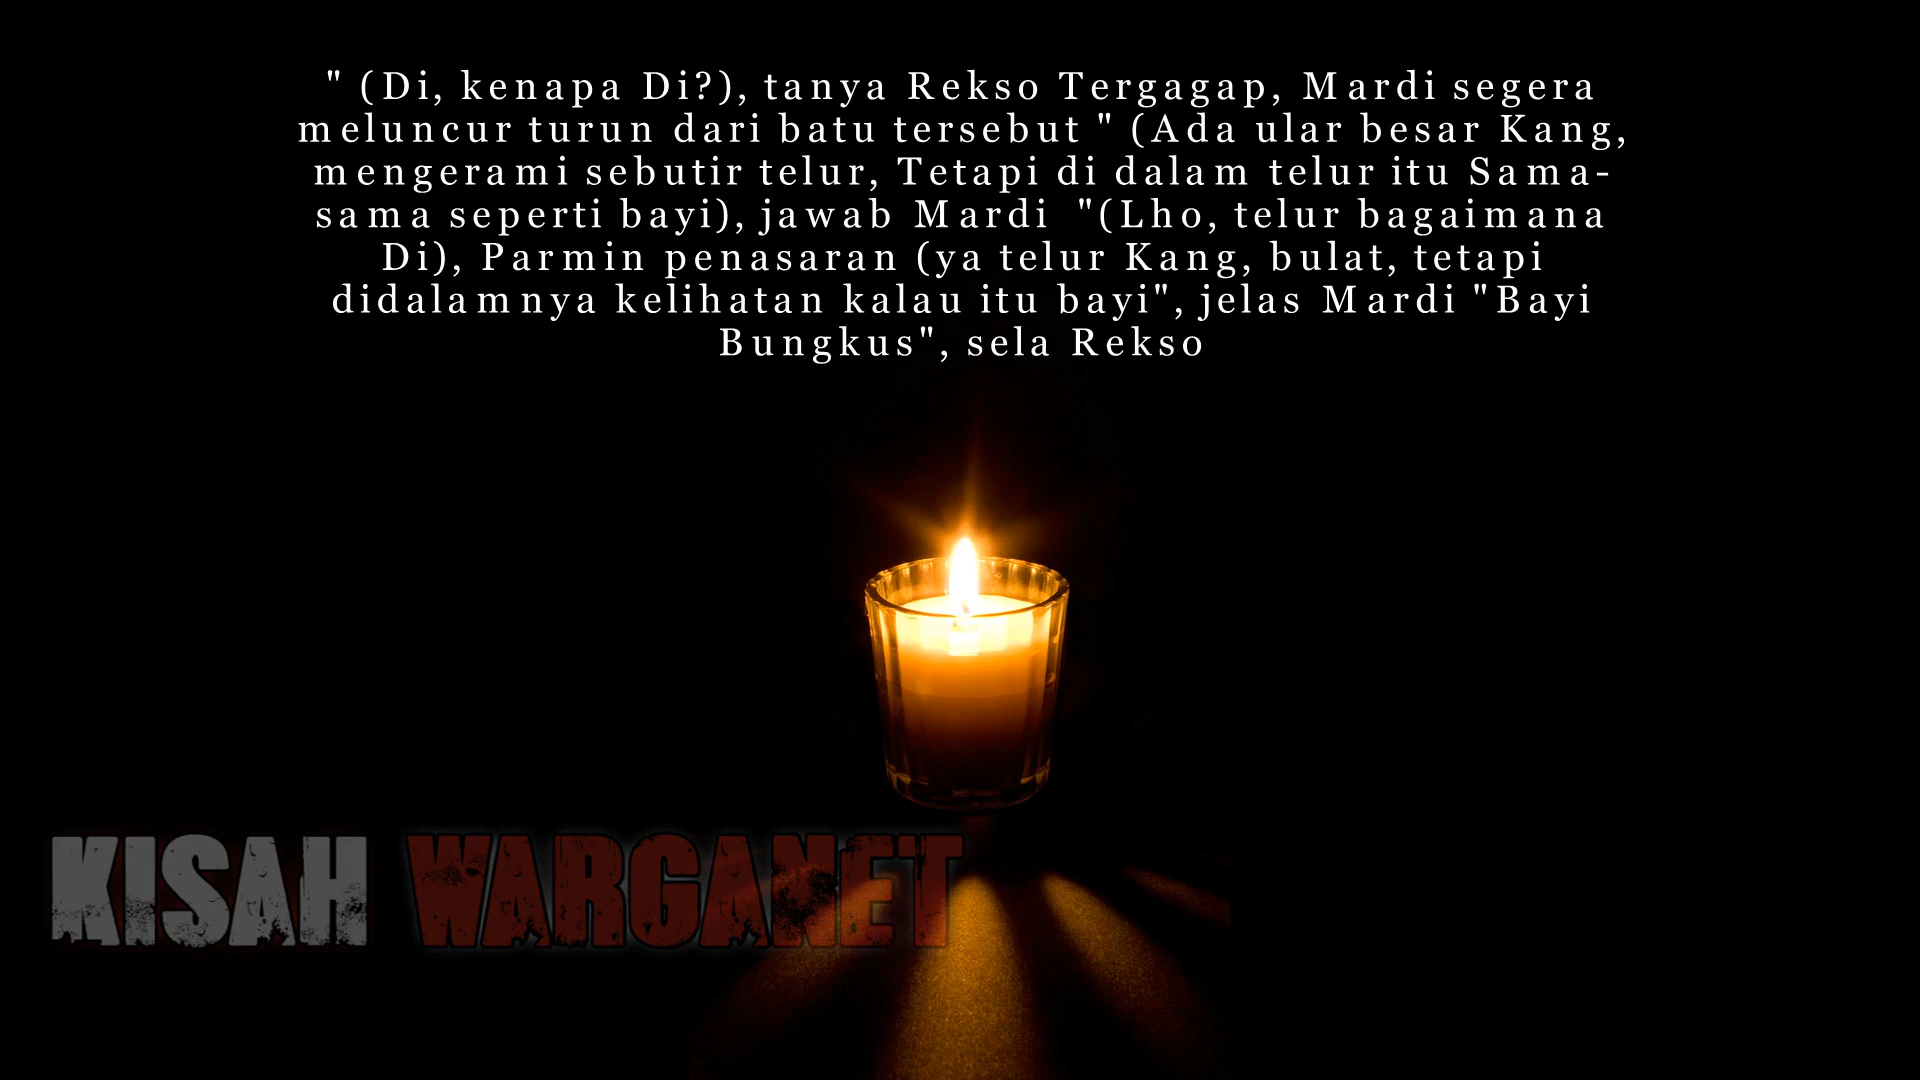 " (Di, kenapa Di?), tanya Rekso Tergagap, Mardi segera
meluncur turun dari batu tersebut " (Ada ular besar Kang,
mengerami sebutir telur, Tetapi di dalam telur itu Sama-
sama seperti bayi), jawab Mardi "(Lho, telur bagaimana
Di), Parmin penasaran (ya telur Kang, bulat, tetapi
didalamnya kelihatan kalau itu bayi", jelas Mardi "Bayi
Bungkus", sela Rekso
KISAH WARGANET